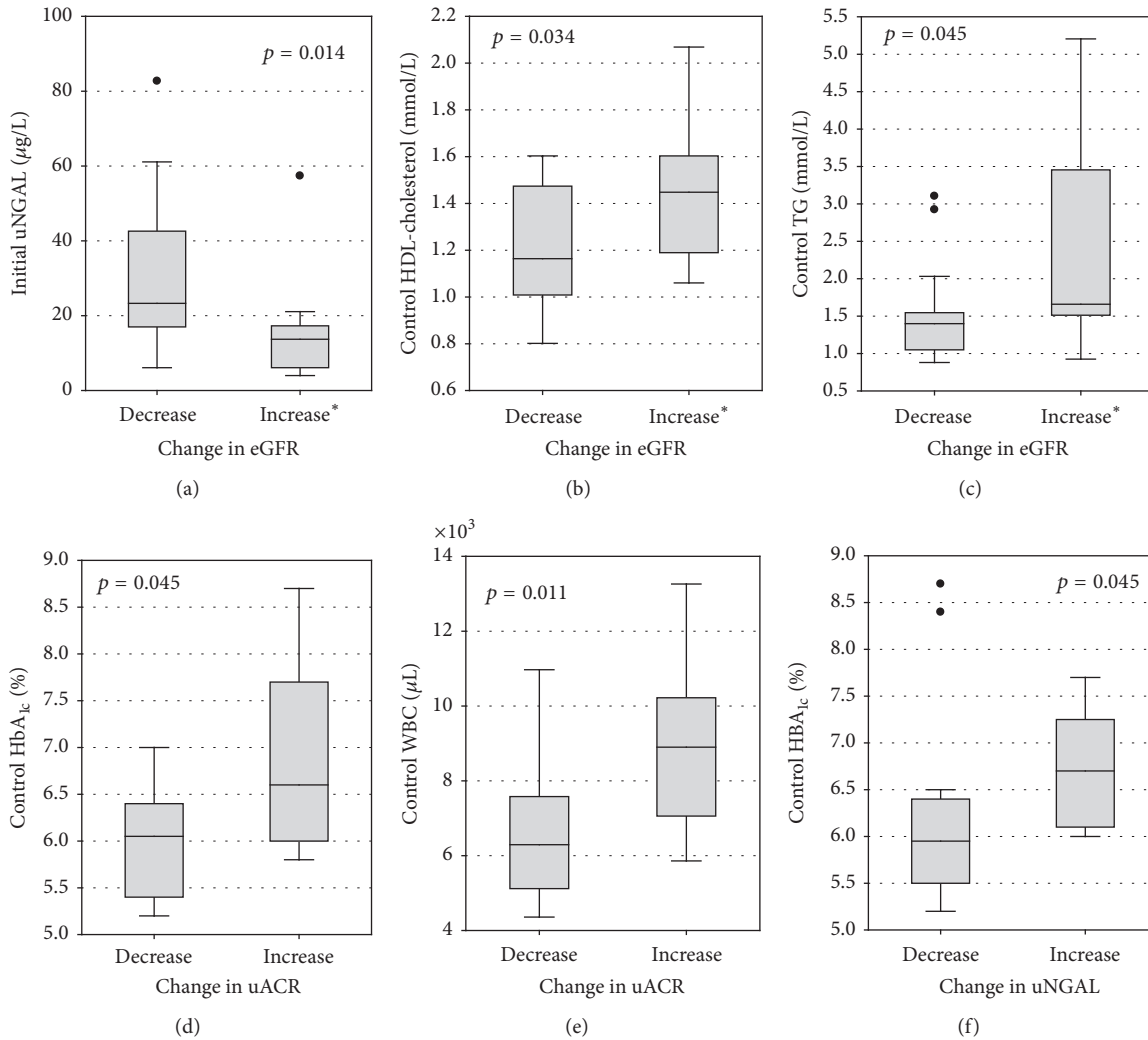 100
80
60
40
20
0
Initial uNGAL (µg/L)
p = 0.014
Decrease
Increase*
Change in eGFR
(a)
2.2
2.0
1.8
1.6
1.4
1.2
1.0
0.8
0.6
Control HDL-cholesterol (mmol/L)
p = 0.034
Decrease
Increase*
Change in eGFR
(b)
5.5
5.0
4.5
4.0
3.5
3.0
2.5
2.0
1.5
1.0
0.5
Control TG (mmol/L)
p = 0.045
Decrease
Increase*
Change in eGFR
(c)
9.0
8.5
8.0
7.5
7.0
6.5
6.0
5.5
5.0
Control HbA1c (%)
p = 0.045
Decrease
Increase
Change in uACR
(d)
×10³
14
12
10
8
6
4
Control WBC (µL)
p = 0.011
Decrease
Increase
Change in uACR
(e)
9.0
8.5
8.0
7.5
7.0
6.5
6.0
5.5
5.0
Control HBA1c (%)
p = 0.045
Decrease
Increase
Change in uNGAL
(f)